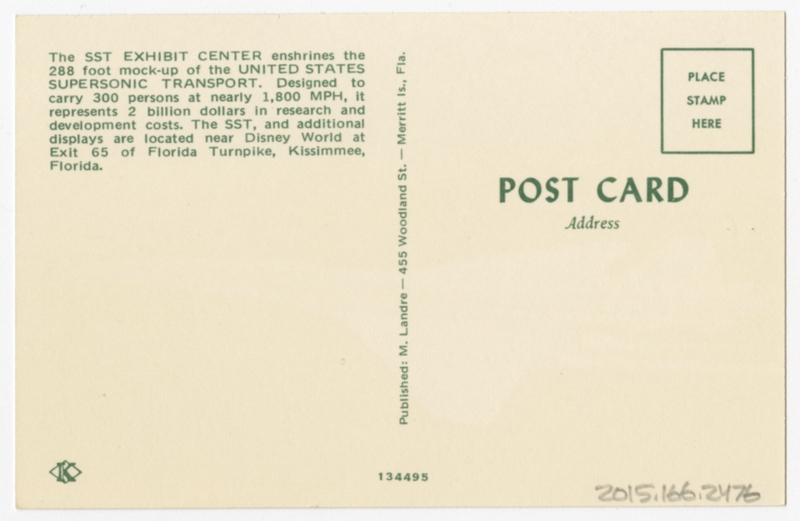 The SST EXHIBIT CENTER enshrines the
288 foot mock-up of the UNITED STATES
SUPERSONIC TRANSPORT. Designed to
carry 300 persons at nearly 1,800 MPH, it
represents 2 billion dollars in research and
development costs. The SST, and additional
displays are located near Disney World at
Exit 65 of Florida Turnpike, Kissimmee,
Florida.
Published: M. Landre — 455 Woodland St. — Merritt Is., Fla.
PLACE
STAMP
HERE
POST CARD
Address
K
134495
2015.166.2476